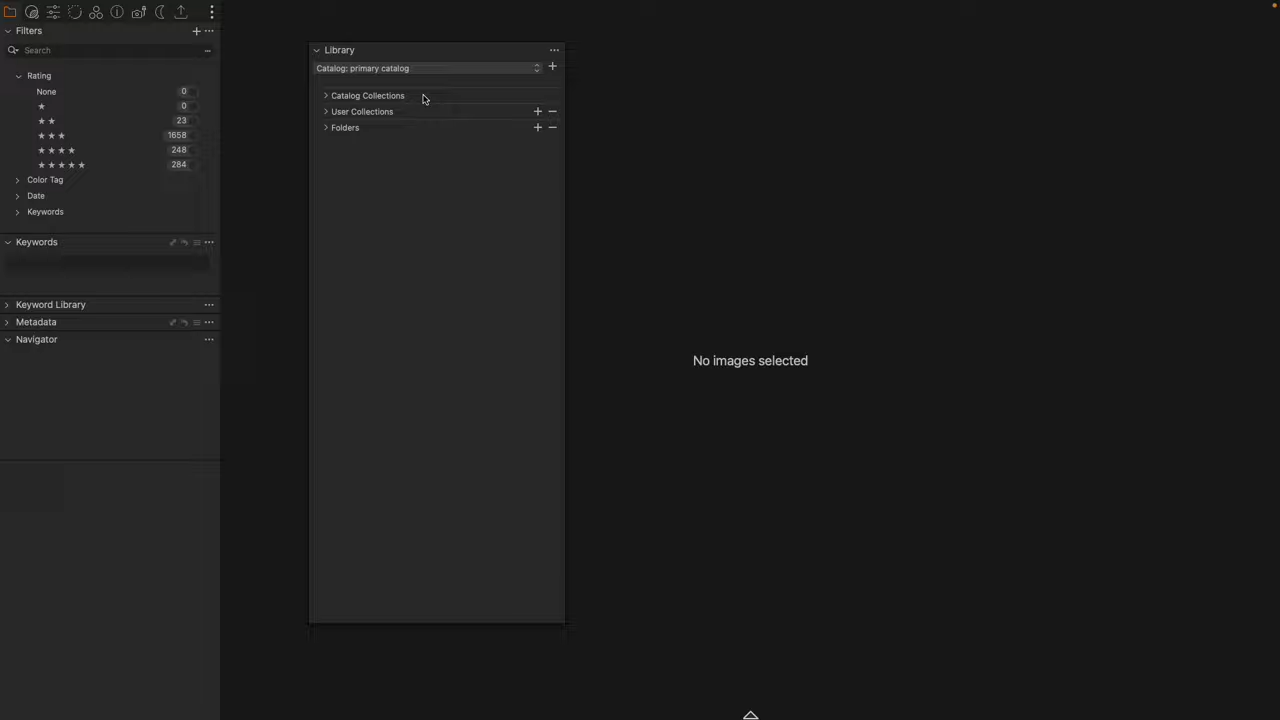 Filters
Search
Rating
None 0
0
23
1658
248
284
Color Tag
Date
Keywords
Keywords
Keyword Library
Metadata
Navigator
Library
Catalog: primary catalog
Catalog Collections
User Collections
Folders
No images selected